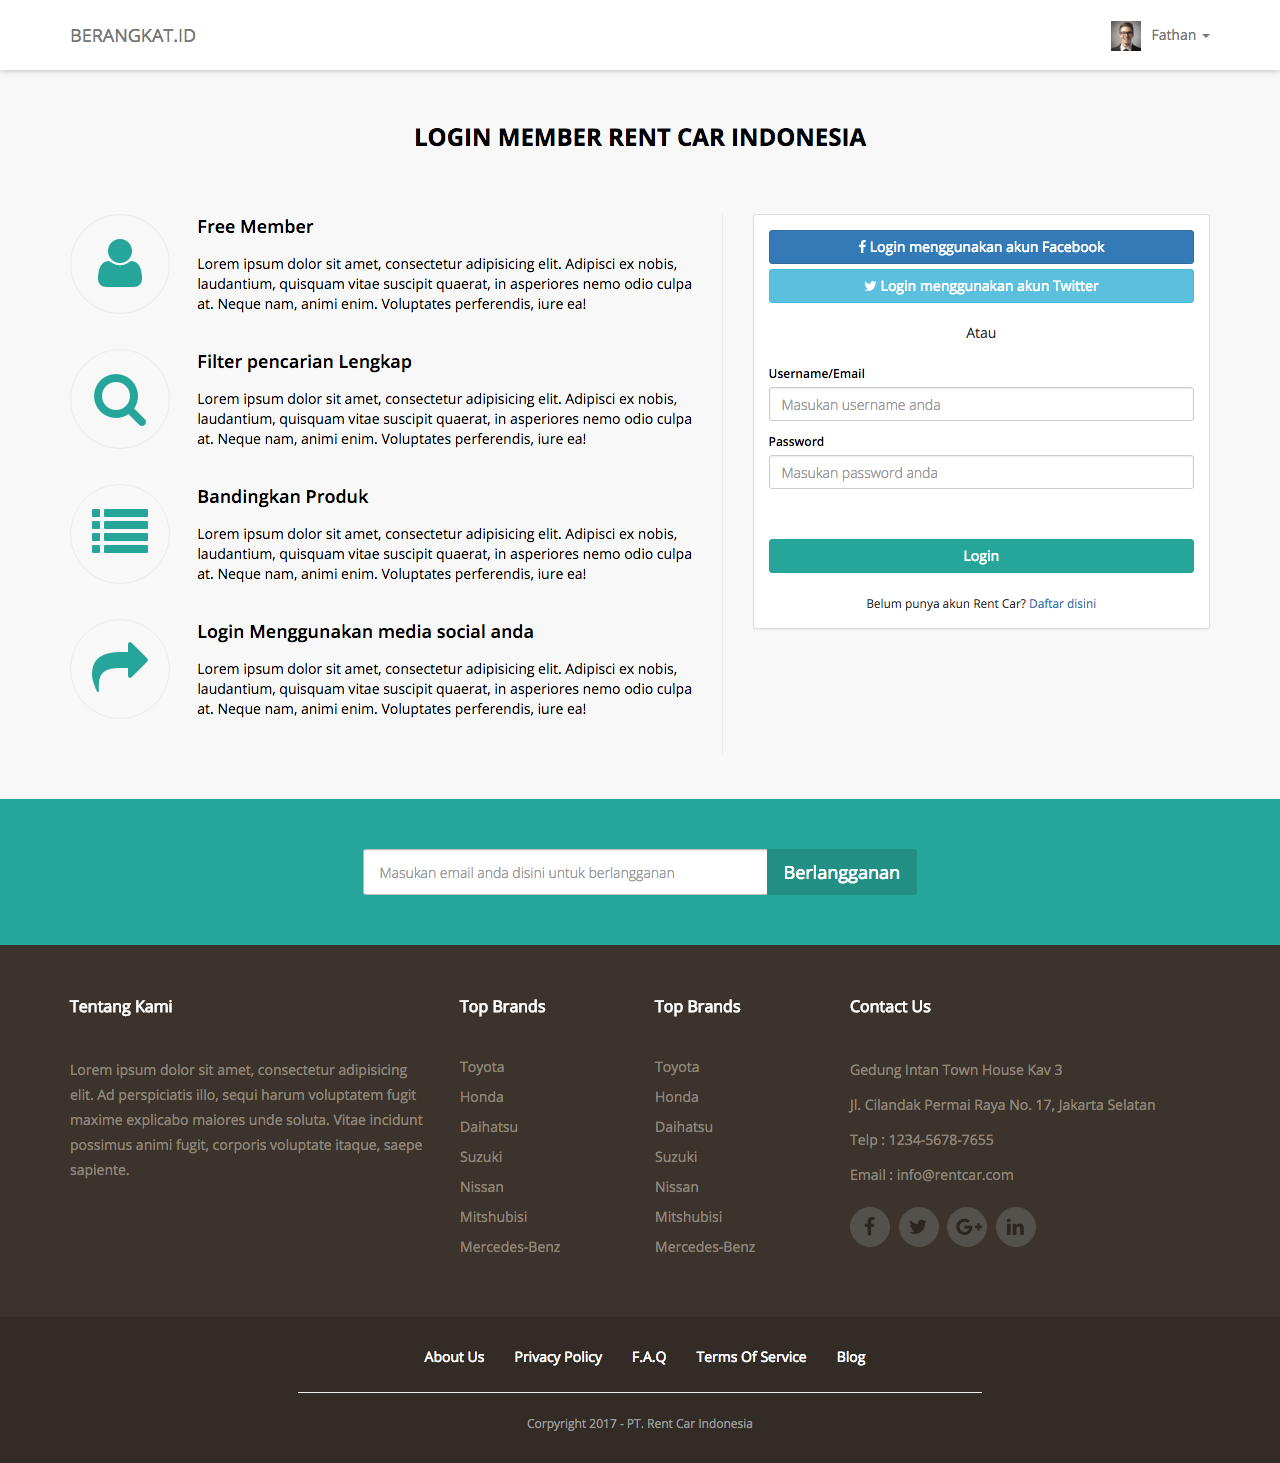 BERANGKAT.ID
Fathan
LOGIN MEMBER RENT CAR INDONESIA
Free Member
Lorem ipsum dolor sit amet, consectetur adipisicing elit. Adipisci ex nobis,
laudantium, quisquam vitae suscipit quaerat, in asperiores nemo odio culpa
at. Neque nam, animi enim. Voluptates perferendis, iure ea!
Filter pencarian Lengkap
Lorem ipsum dolor sit amet, consectetur adipisicing elit. Adipisci ex nobis,
laudantium, quisquam vitae suscipit quaerat, in asperiores nemo odio culpa
at. Neque nam, animi enim. Voluptates perferendis, iure ea!
Bandingkan Produk
Lorem ipsum dolor sit amet, consectetur adipisicing elit. Adipisci ex nobis,
laudantium, quisquam vitae suscipit quaerat, in asperiores nemo odio culpa
at. Neque nam, animi enim. Voluptates perferendis, iure ea!
Login Menggunakan media social anda
Lorem ipsum dolor sit amet, consectetur adipisicing elit. Adipisci ex nobis,
laudantium, quisquam vitae suscipit quaerat, in asperiores nemo odio culpa
at. Neque nam, animi enim. Voluptates perferendis, iure ea!
Login menggunakan akun Facebook
Login menggunakan akun Twitter
Atau
Username/Email
Masukan username anda
Password
Masukan password anda
Login
Belum punya akun Rent Car? Daftar disini
Masukan email anda disini untuk berlangganan
Berlangganan
Tentang Kami
Lorem ipsum dolor sit amet, consectetur adipisicing
elit. Ad perspiciatis illo, sequi harum voluptatem fugit
maxime explicabo maiores unde soluta. Vitae incidunt
possimus animi fugit, corporis voluptate itaque, saepe
sapiente.
Top Brands
Toyota
Honda
Daihatsu
Suzuki
Nissan
Mitshubisi
Mercedes-Benz
Top Brands
Toyota
Honda
Daihatsu
Suzuki
Nissan
Mitshubisi
Mercedes-Benz
Contact Us
Gedung Intan Town House Kav 3
Jl. Cilandak Permai Raya No. 17, Jakarta Selatan
Telp : 1234-5678-7655
Email : info@rentcar.com
About Us Privacy Policy F.A.Q Terms Of Service Blog
Corpyright 2017 - PT. Rent Car Indonesia